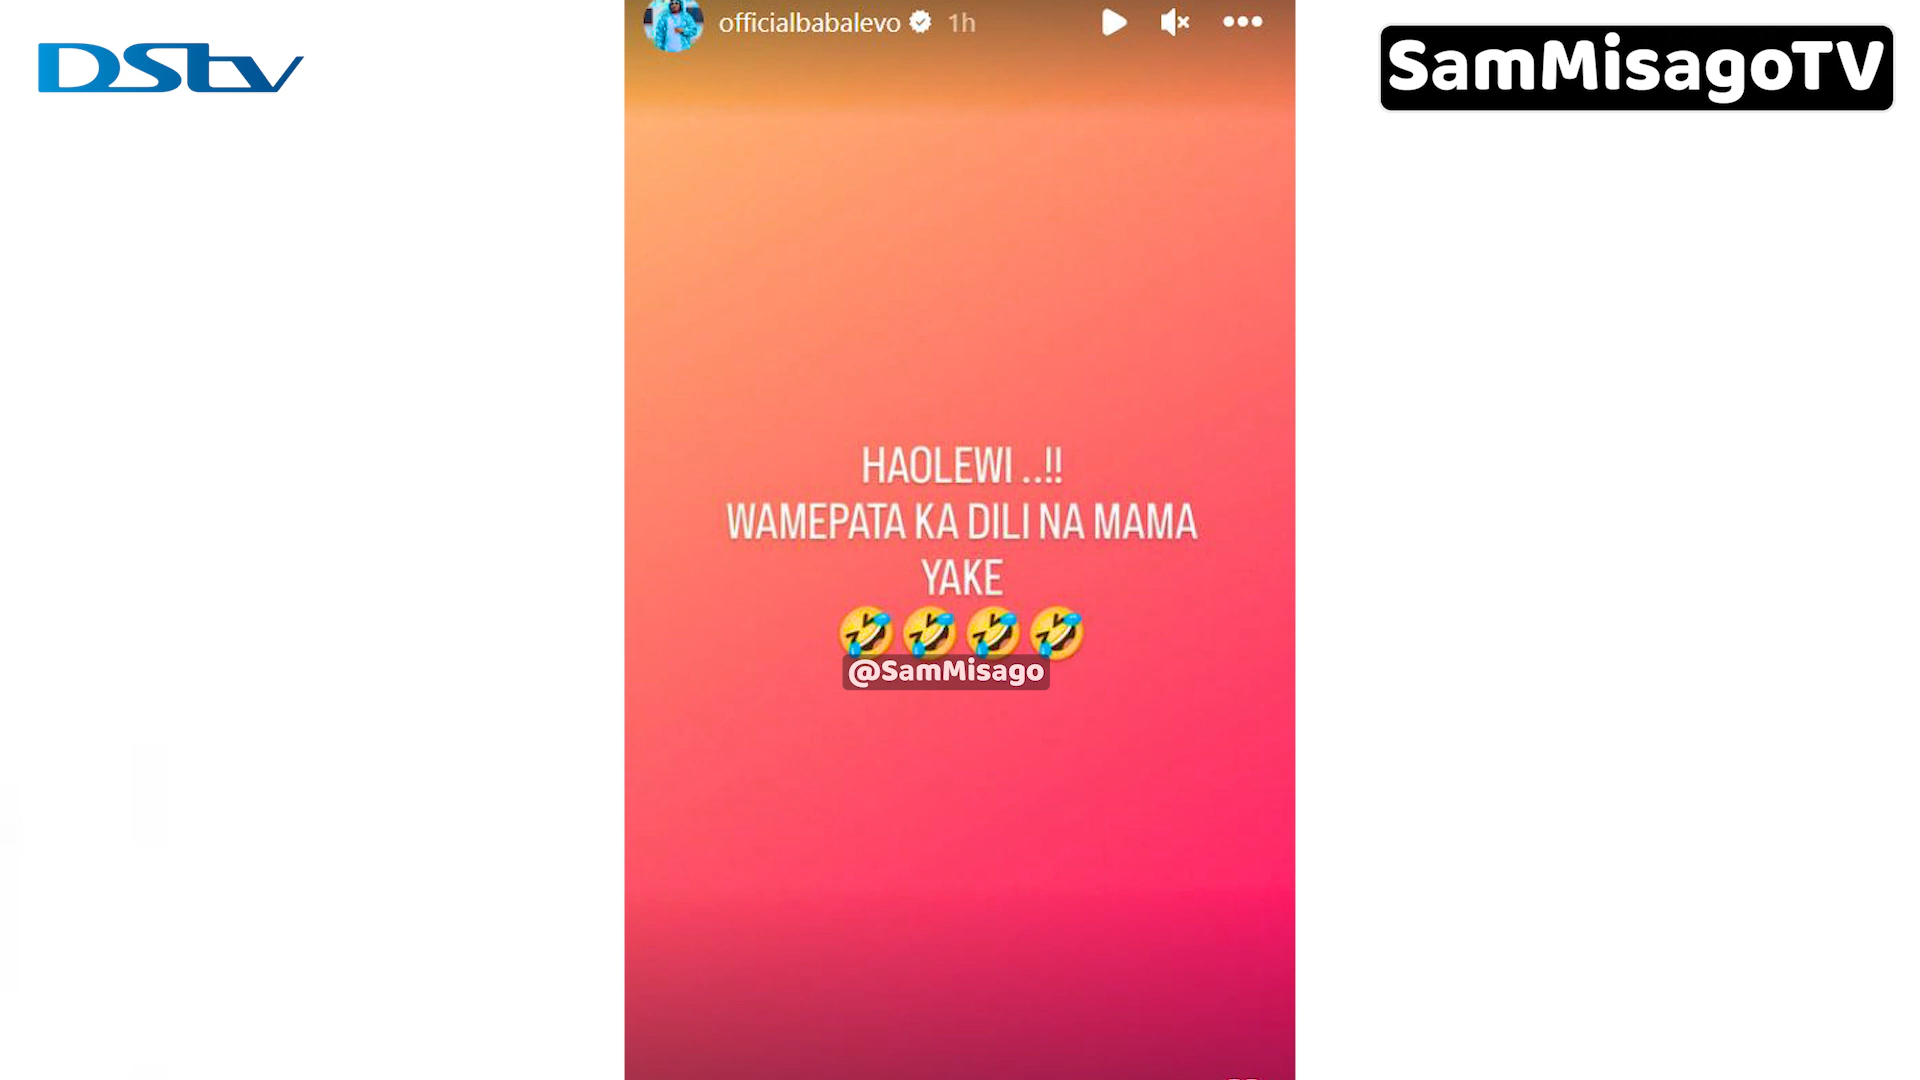 DStv
officialbabalevo 1h
SamMisagoTV
HAOLEWI ..!!
WAMEPATA KA DILI NA MAMA
YAKE
🤣🤣🤣🤣
@SamMisago